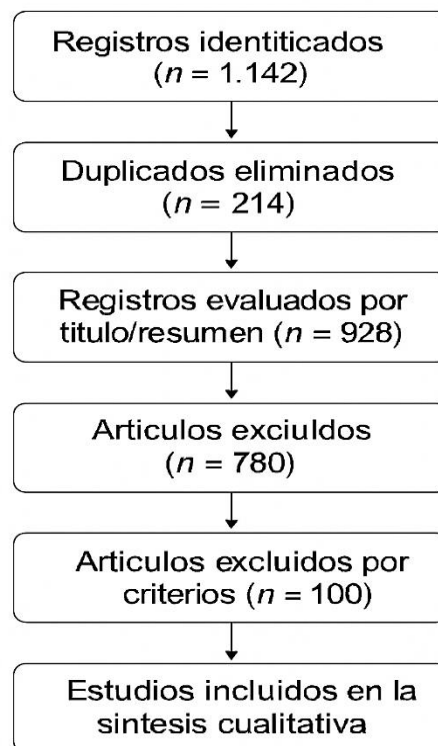 Registros identiticados
(n = 1.142)
Duplicados eliminados
(n = 214)
Registros evaluados por
titulo/resumen (n = 928)
Articulos exciuldos
(n = 780)
Articulos excluidos por
criterios (n = 100)
Estudios incluidos en la
sintesis cualitativa